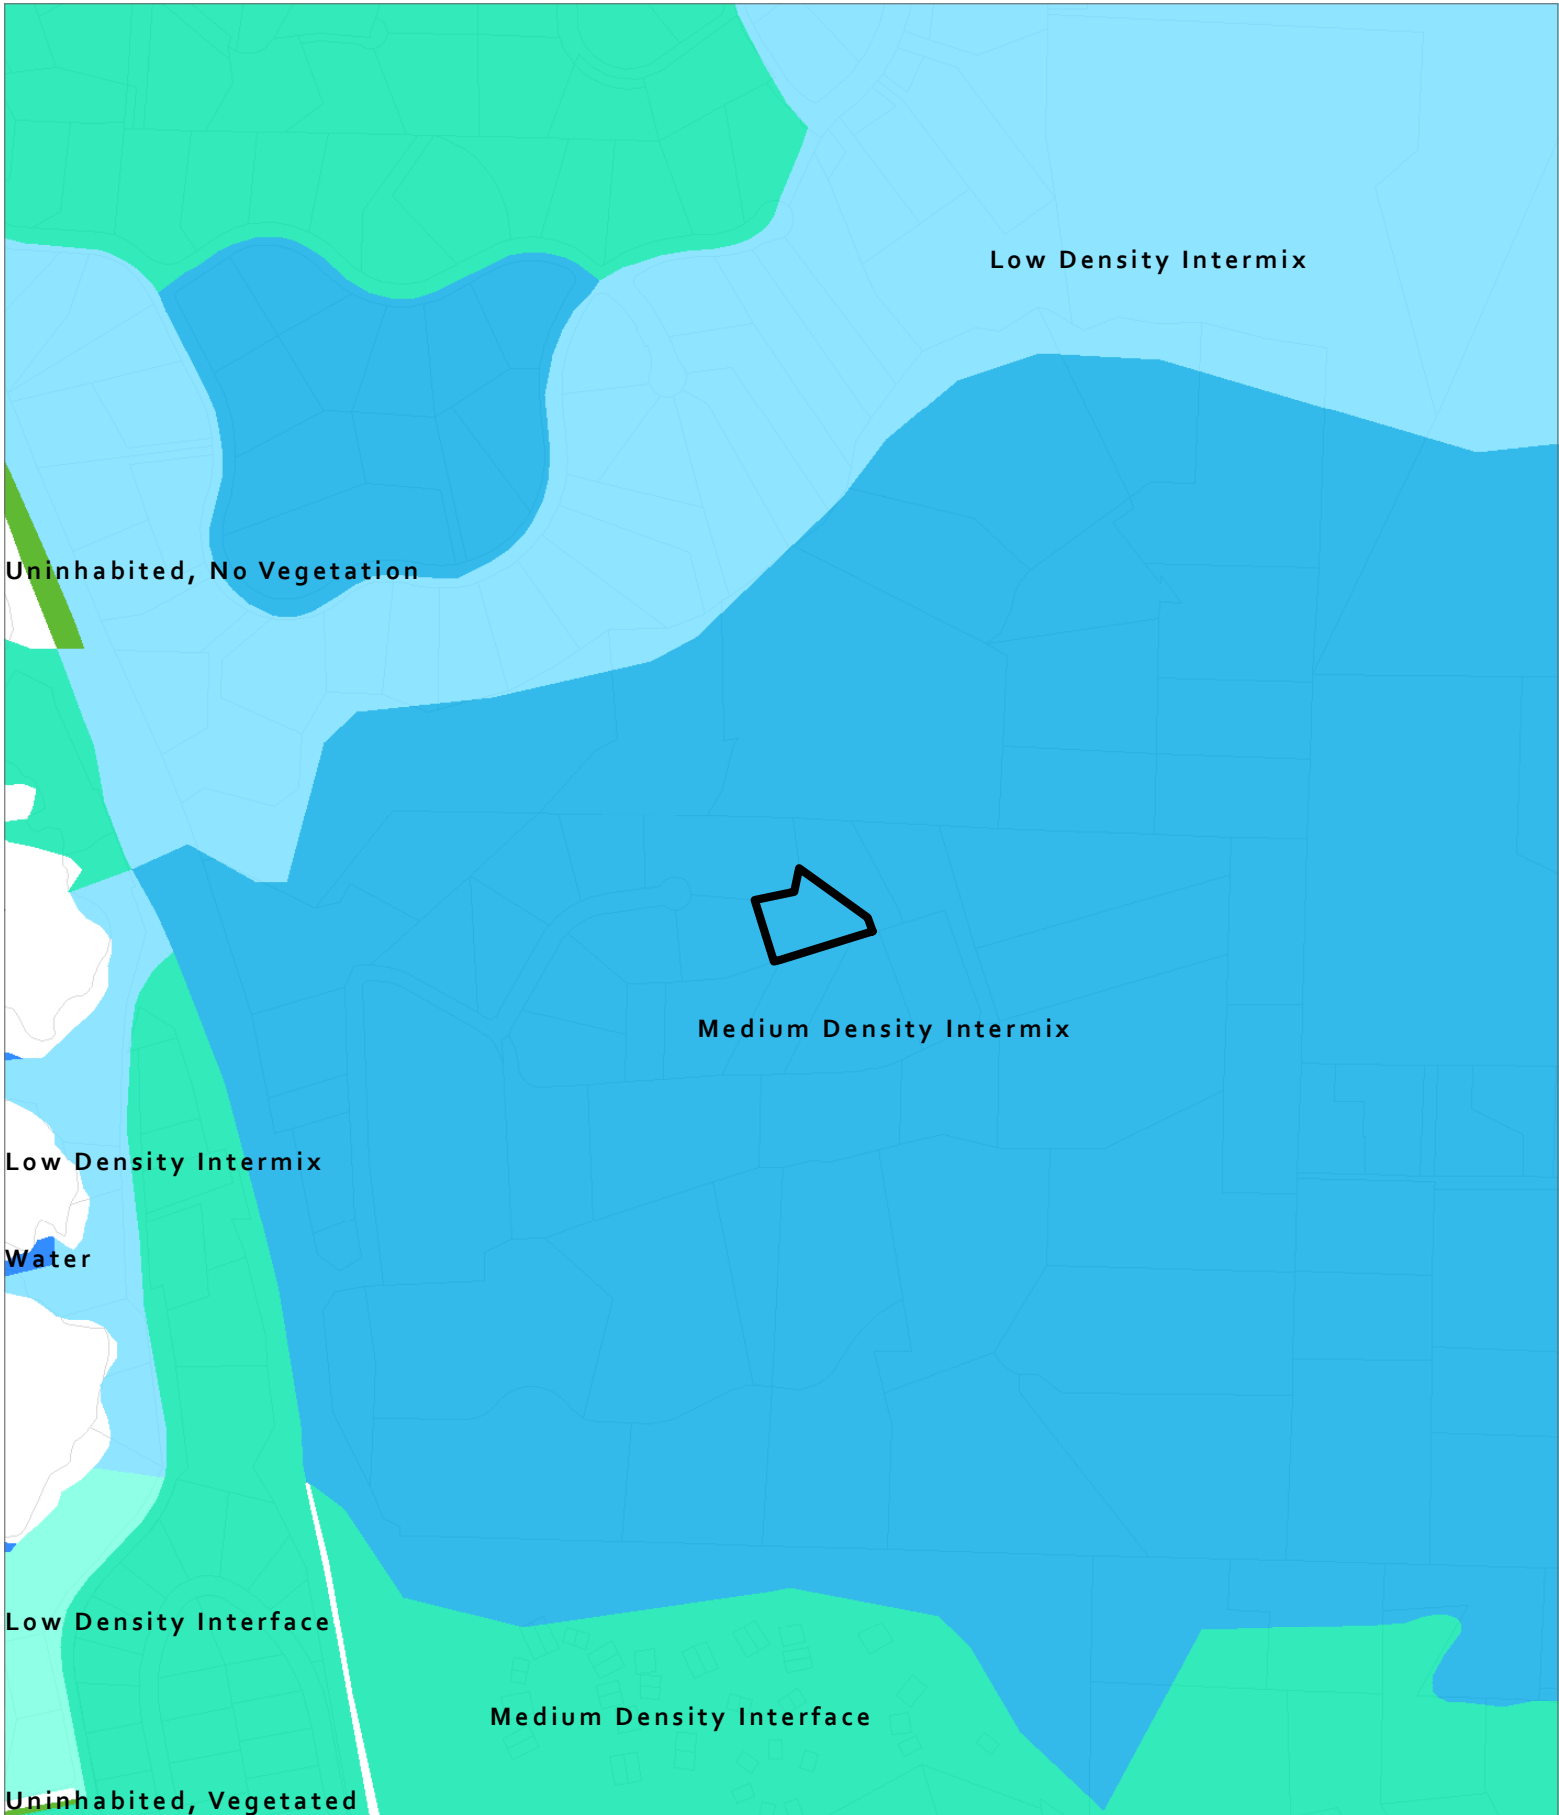 Low Density Intermix
Uninhabited, No Vegetation
Medium Density Intermix
Low Density Intermix
Water
Low Density Interface
Medium Density Interface
Uninhabited, Vegetated